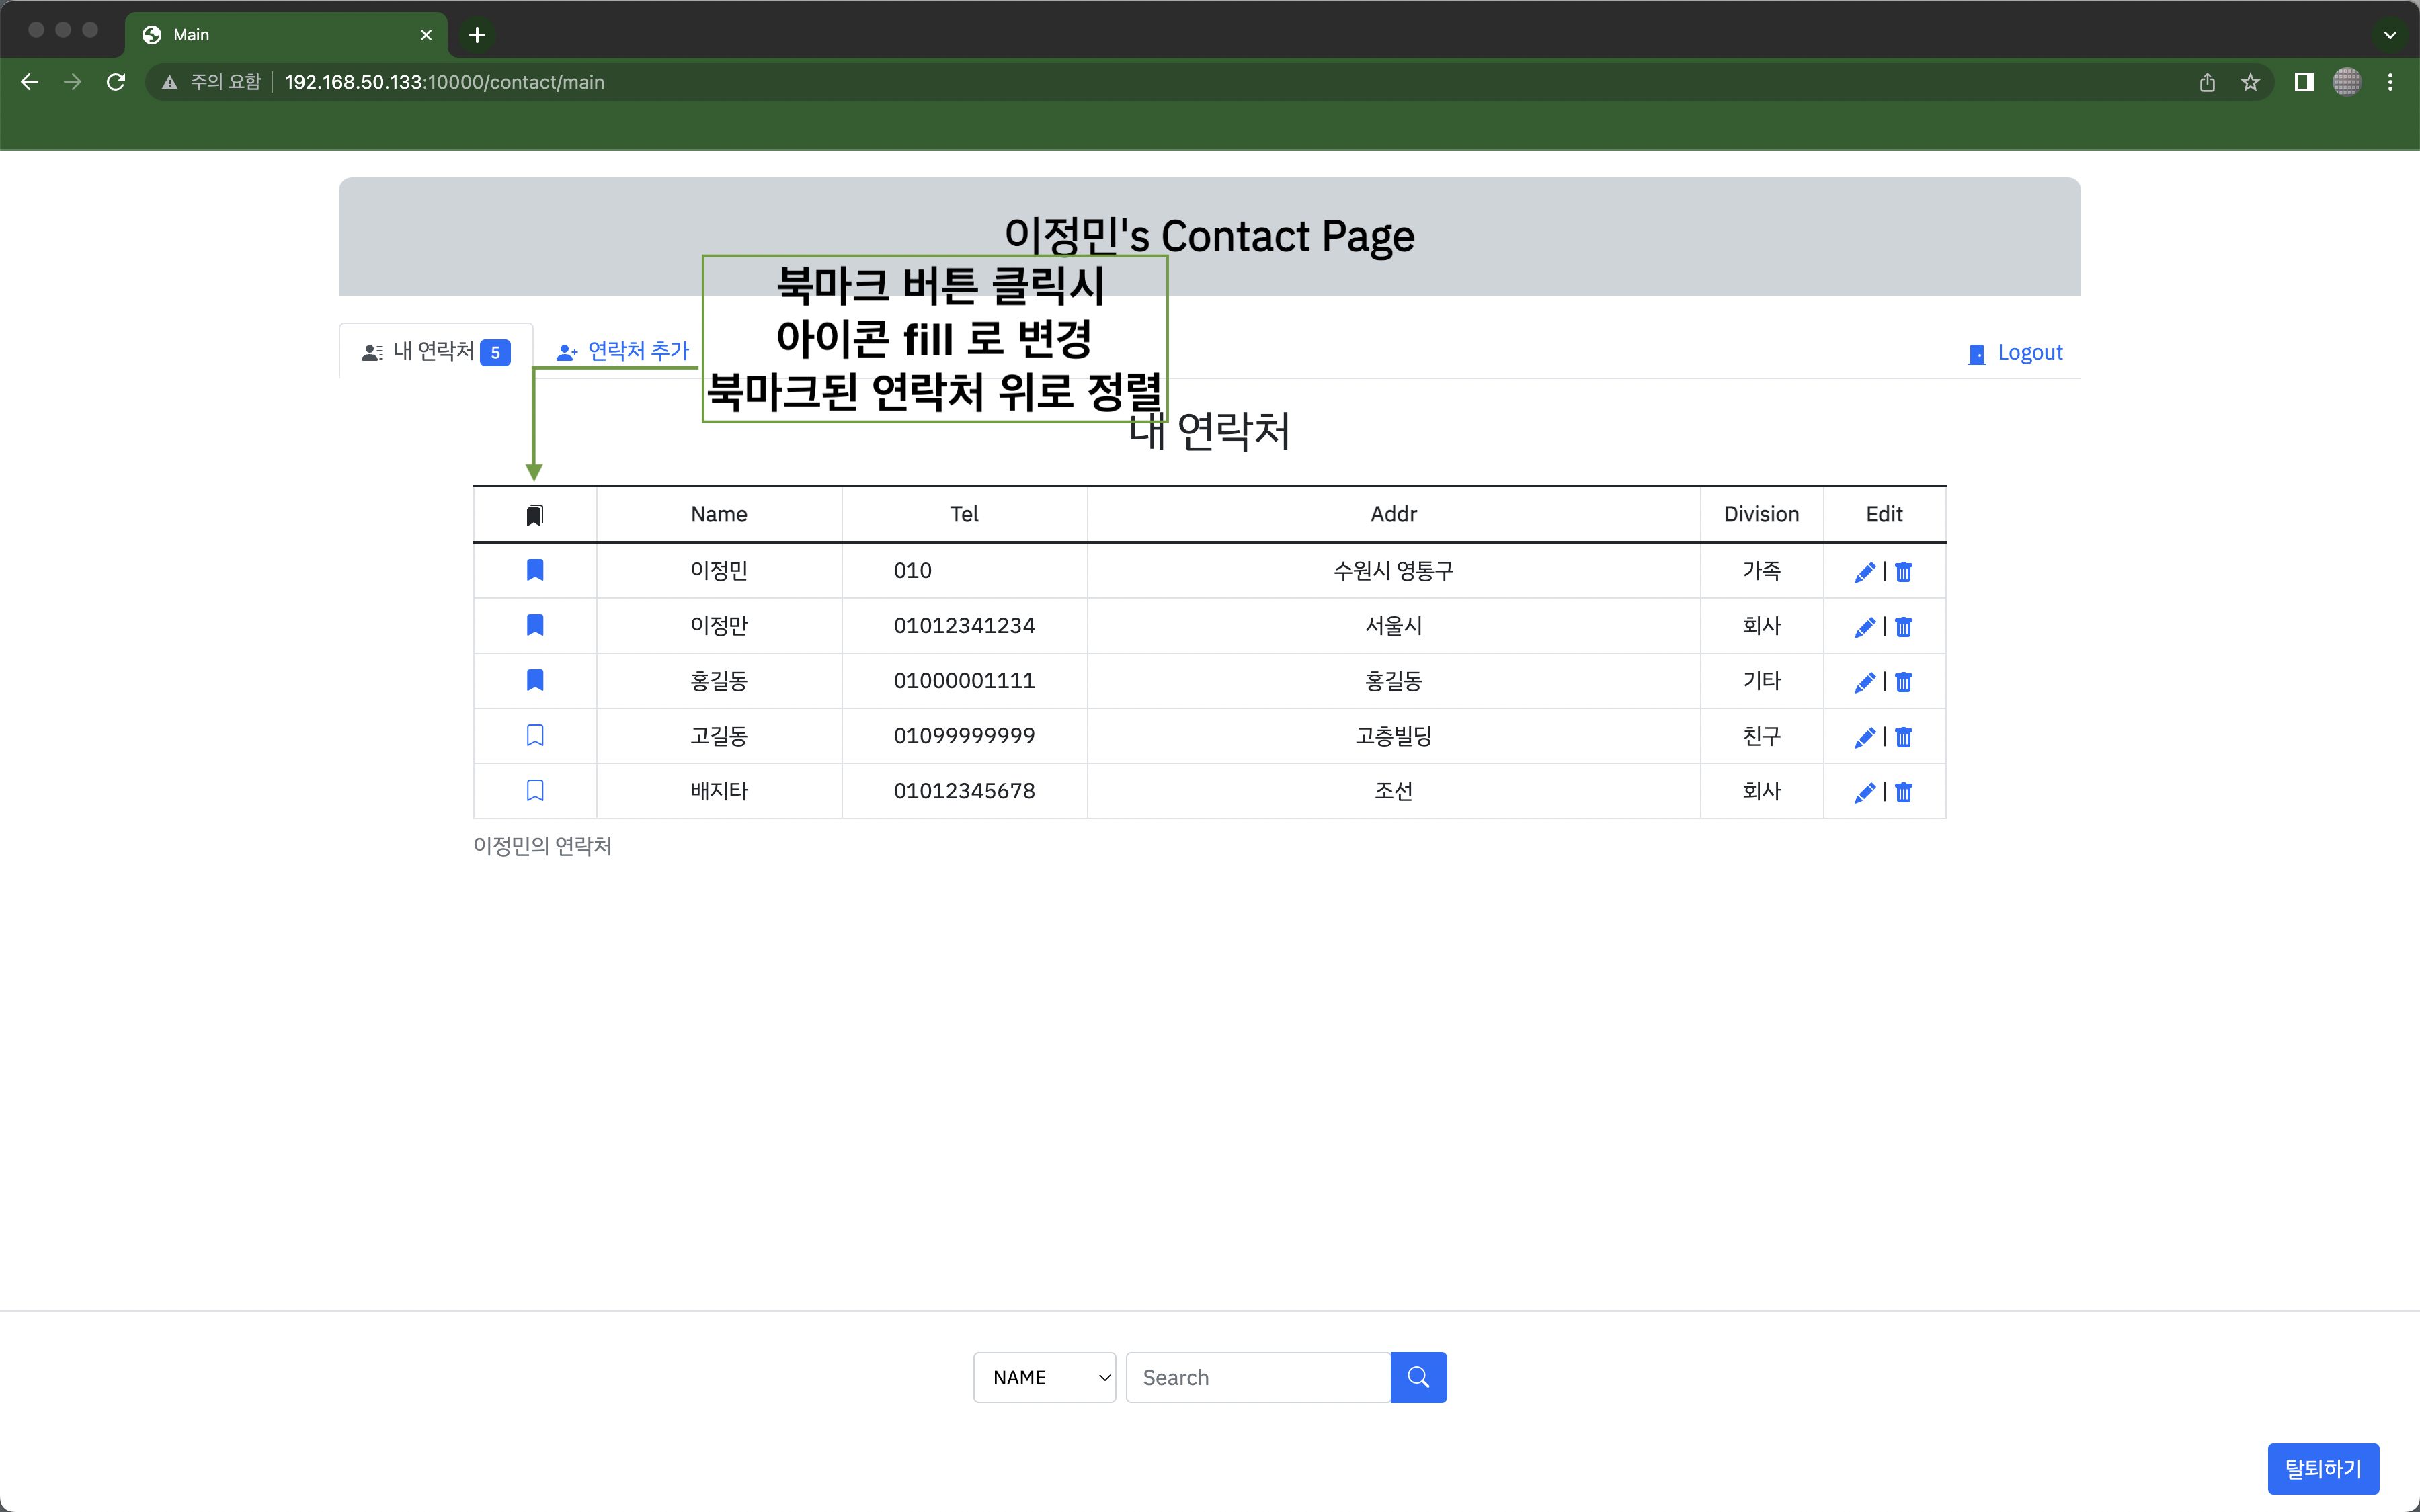 Main
주의 요함 192.168.50.133:10000/contact/main
이정민's Contact Page
북마크 버튼 클릭시
아이콘 fill 로 변경
북마크된 연락처 위로 정렬
내 연락처 5 연락처 추가 Logout
내 연락처
Name Tel Addr Division Edit
이정민 010 수원시 영통구 가족 |
이정만 01012341234 서울시 회사 |
홍길동 01000001111 홍길동 기타 |
고길동 01099999999 고층빌딩 친구 |
배지타 01012345678 조선 회사 |
이정민의 연락처
NAME Search
탈퇴하기